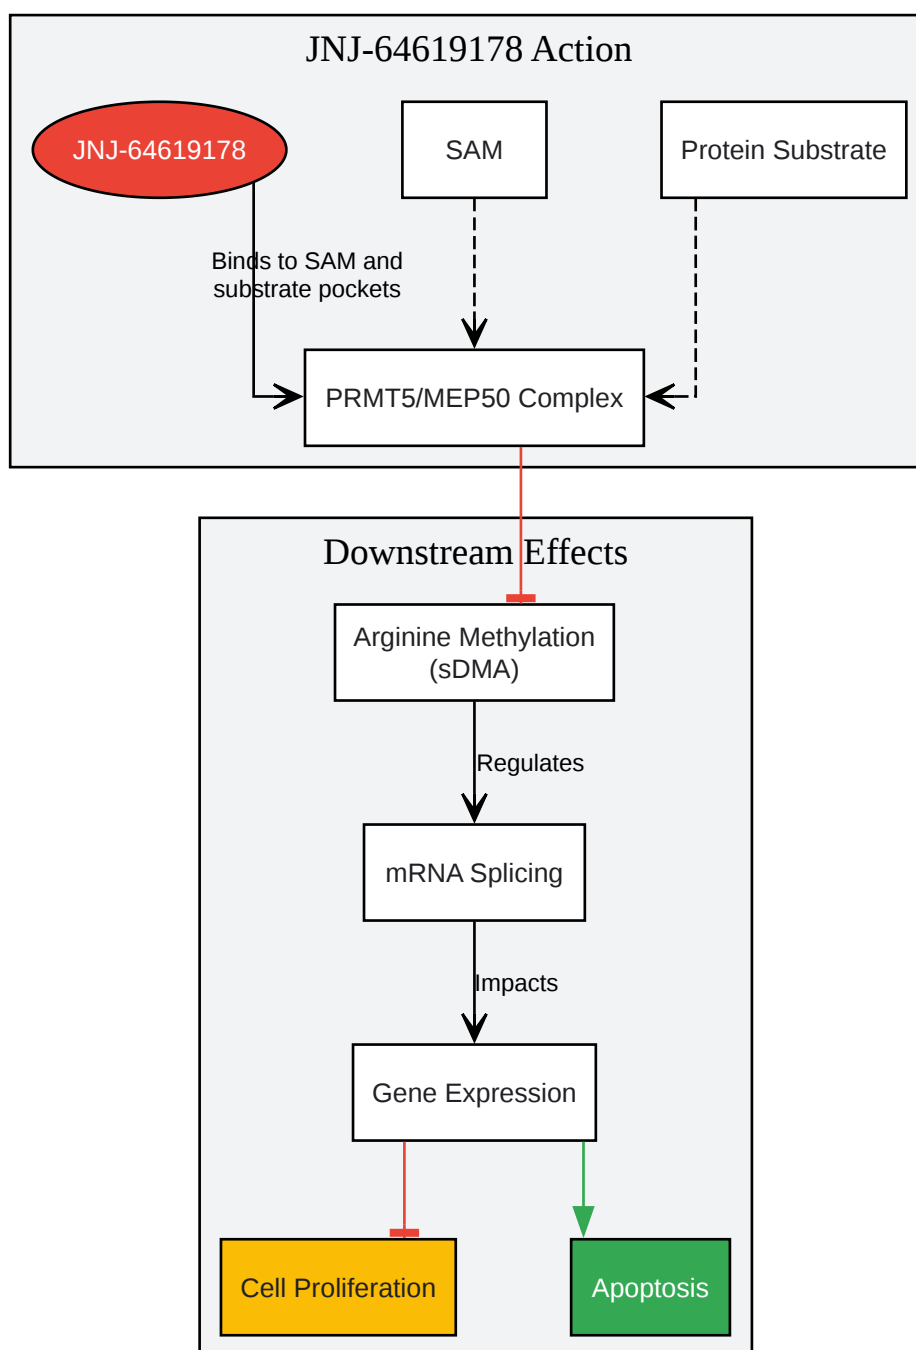 JNJ-64619178 Action
JNJ-64619178
SAM
Protein Substrate
Binds to SAM and
substrate pockets
PRMT5/MEP50 Complex
Downstream Effects
Arginine Methylation
(sDMA)
Regulates
mRNA Splicing
Impacts
Gene Expression
Cell Proliferation
Apoptosis